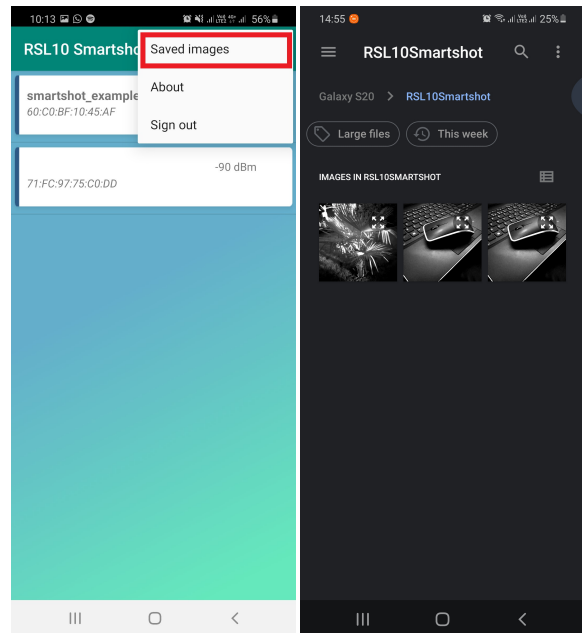 10:13
56%
RSL10 Smartsho
Saved images
About
Sign out
smartshot_example
60:C0:BF:10:45:AF
-90 dBm
71:FC:97:75:C0:DD
14:55
25%
RSL10Smartshot
Galaxy S20 > RSL10Smartshot
Large files
This week
IMAGES IN RSL10SMARTSHOT